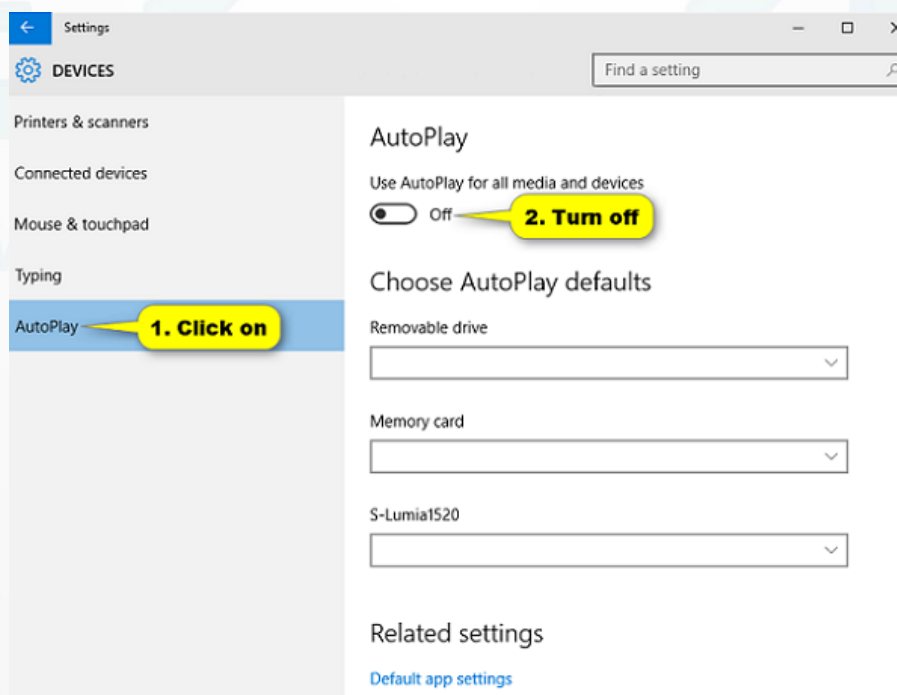 Settings
DEVICES
Find a setting
Printers & scanners
Connected devices
Mouse & touchpad
Typing
AutoPlay
1. Click on
AutoPlay
Use AutoPlay for all media and devices
Off
2. Turn off
Choose AutoPlay defaults
Removable drive
Memory card
S-Lumia1520
Related settings
Default app settings